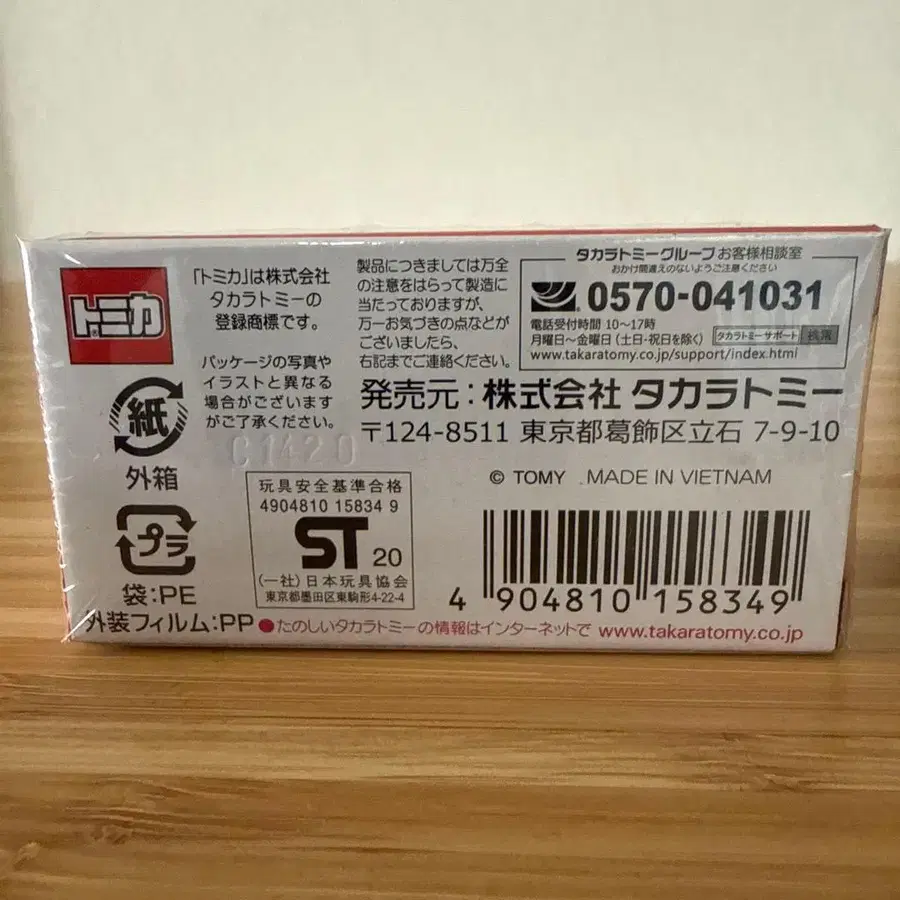 トミカ
「トミカ」は株式会社
タカラトミーの
登録商標です。
パッケージの写真や
イラストと異なる
場合がございます
がご了承ください。
製品につきましては万全
の注意をはらって製造に
当たっておりますが、
万一お気づきの点などが
ございましたら、
右記までご連絡ください。
タカラトミーグループ お客様相談室
おかけ間違えのないようご注意ください
0570-041031
電話受付時間 10〜17時
月曜日〜金曜日 (土日・祝日を除く) タカラトミーサポート 検索
www.takaratomy.co.jp/support/index.html
発売元:株式会社 タカラトミー
〒124-8511 東京都葛飾区立石 7-9-10
© TOMY MADE IN VIETNAM
紙
外箱
C1420
プラ
袋:PE
外装フィルム:PP
玩具安全基準合格
4904810 15834 9
ST 20
(一社)日本玩具協会
東京都墨田区東駒形4-22-4
4 904810 158349
●たのしいタカラトミーの情報はインターネットで www.takaratomy.co.jp